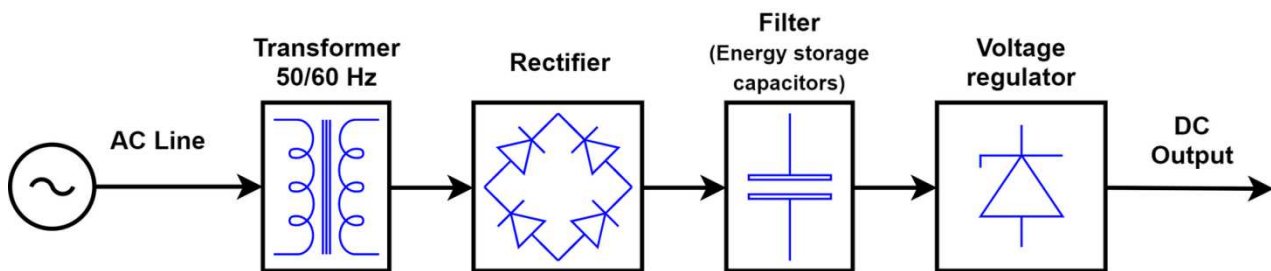 AC Line
Transformer
50/60 Hz
Rectifier
Filter
(Energy storage
capacitors)
Voltage
regulator
DC
Output